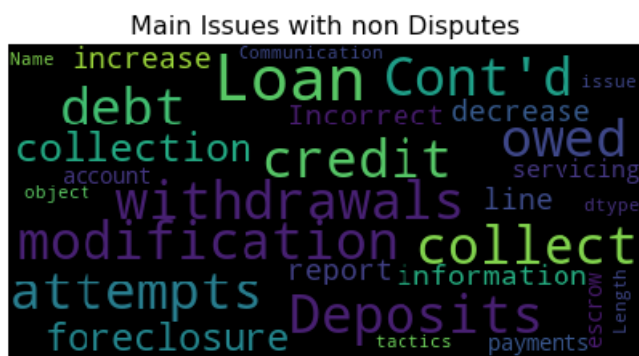 Main Issues with non Disputes
Name increase Communication
Loan Cont'd issue
debt Incorrect decrease
collection credit owed
account servicing
object withdrawals line dtype
modification collect
attempts report information
Deposits escrow Length
foreclosure tactics payments